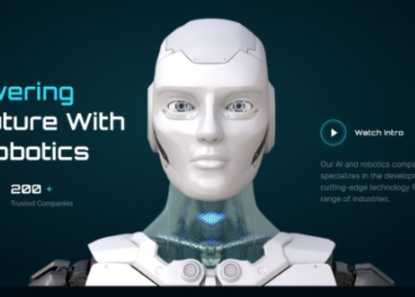 vering
uture With
obotics
200 +
Trusted Companies
Watch Intro
Our AI and robotics compa
specializes in the developm
cutting-edge technology f
range of industries.